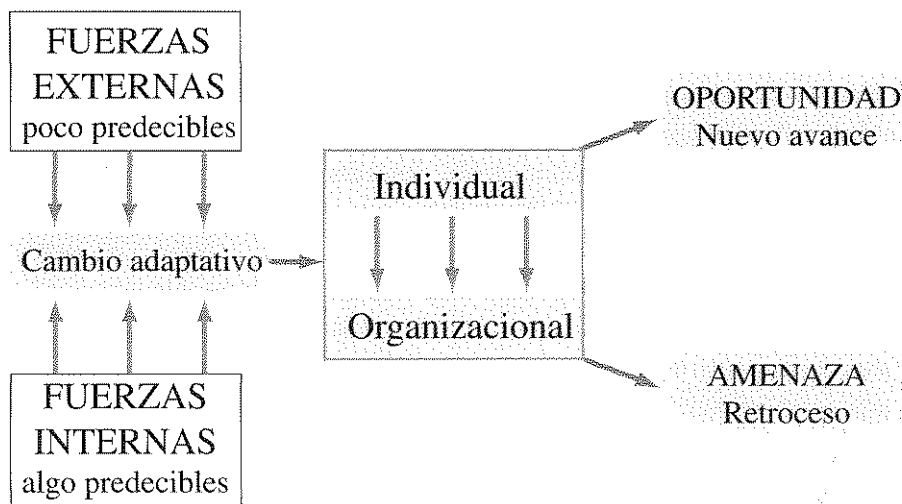 FUERZAS
EXTERNAS
poco predecibles
Cambio adaptativo
FUERZAS
INTERNAS
algo predecibles
Individual
Organizacional
OPORTUNIDAD
Nuevo avance
AMENAZA
Retroceso